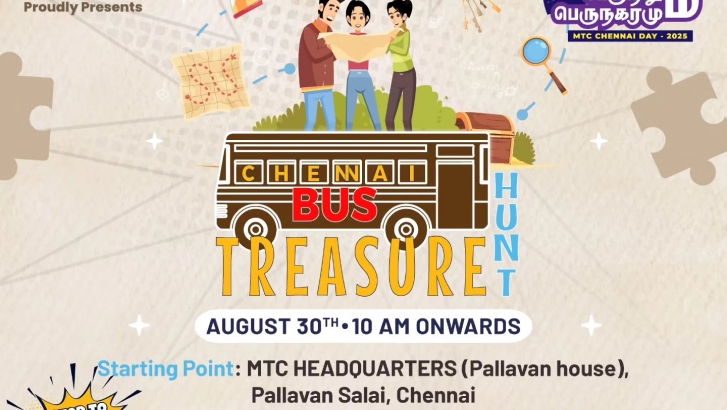 Proudly Presents
பெருநகரமும்
MTC CHENNAI DAY - 2025
CHENNAI
BUS
TREASURE
HUNT
AUGUST 30TH • 10 AM ONWARDS
Starting Point: MTC HEADQUARTERS (Pallavan house),
Pallavan Salai, Chennai